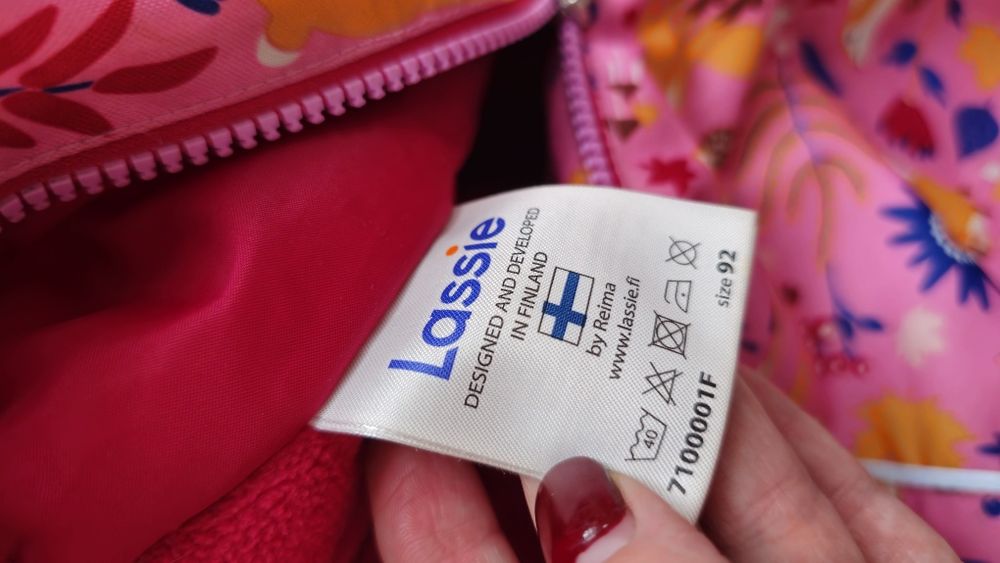 Lassie
DESIGNED AND DEVELOPED
IN FINLAND
by Reima
www.lassie.fi
40
7100001F
size 92